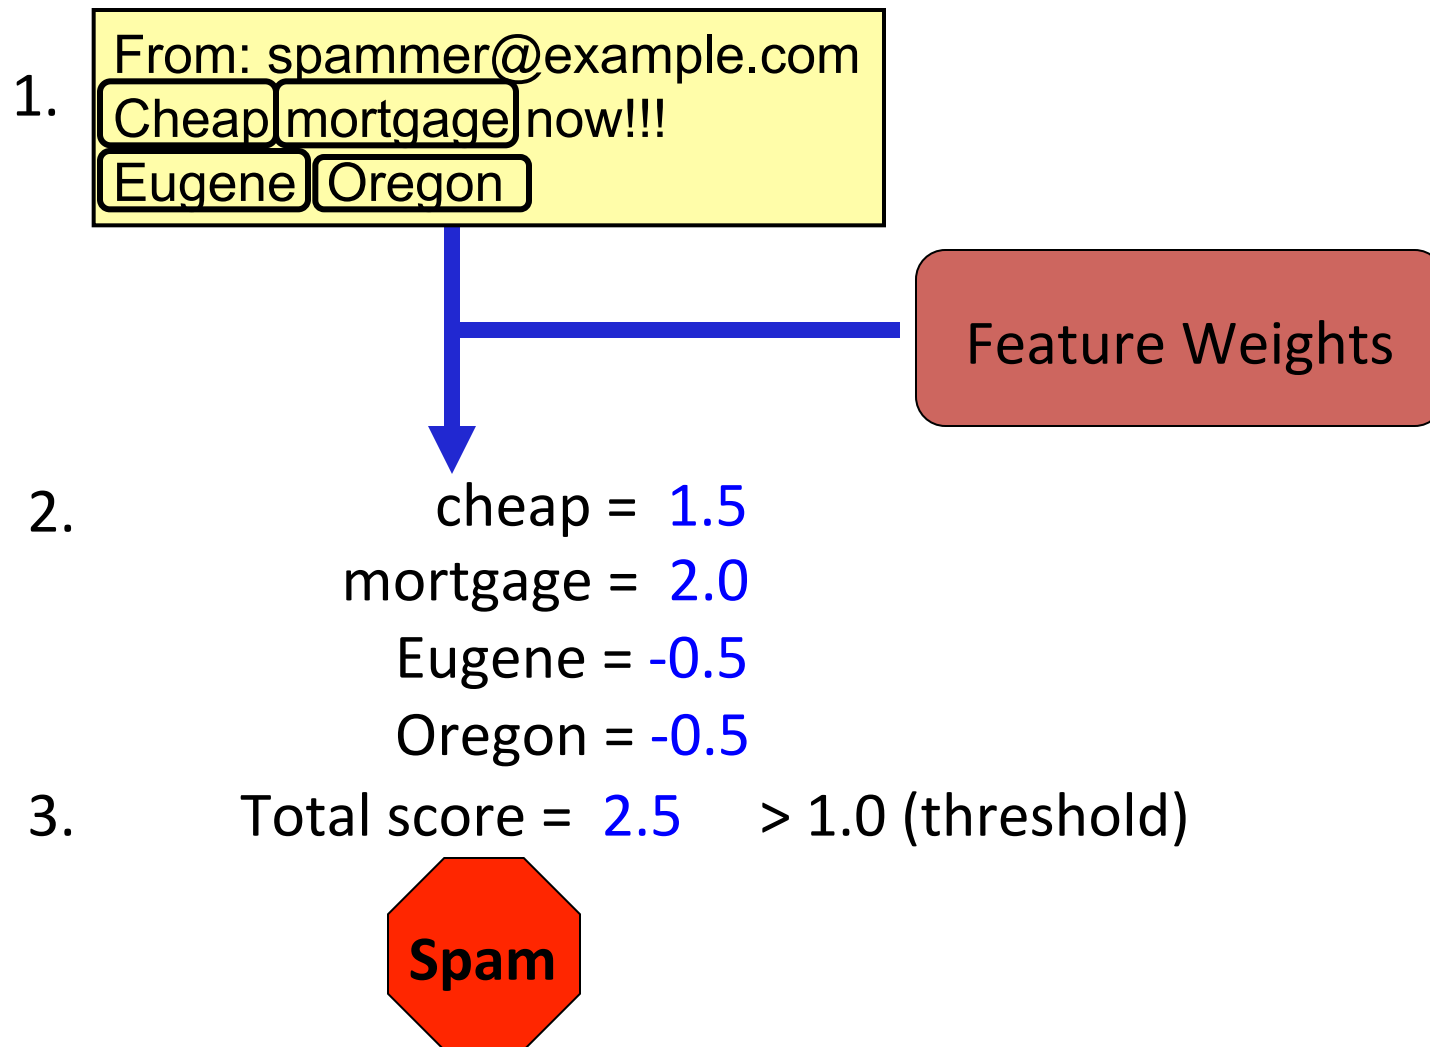 1.
From: spammer@example.com
Cheap mortgage now!!!
Eugene Oregon
Feature Weights
2.
cheap = 1.5
mortgage = 2.0
Eugene = -0.5
Oregon = -0.5
3. Total score = 2.5 > 1.0 (threshold)
Spam